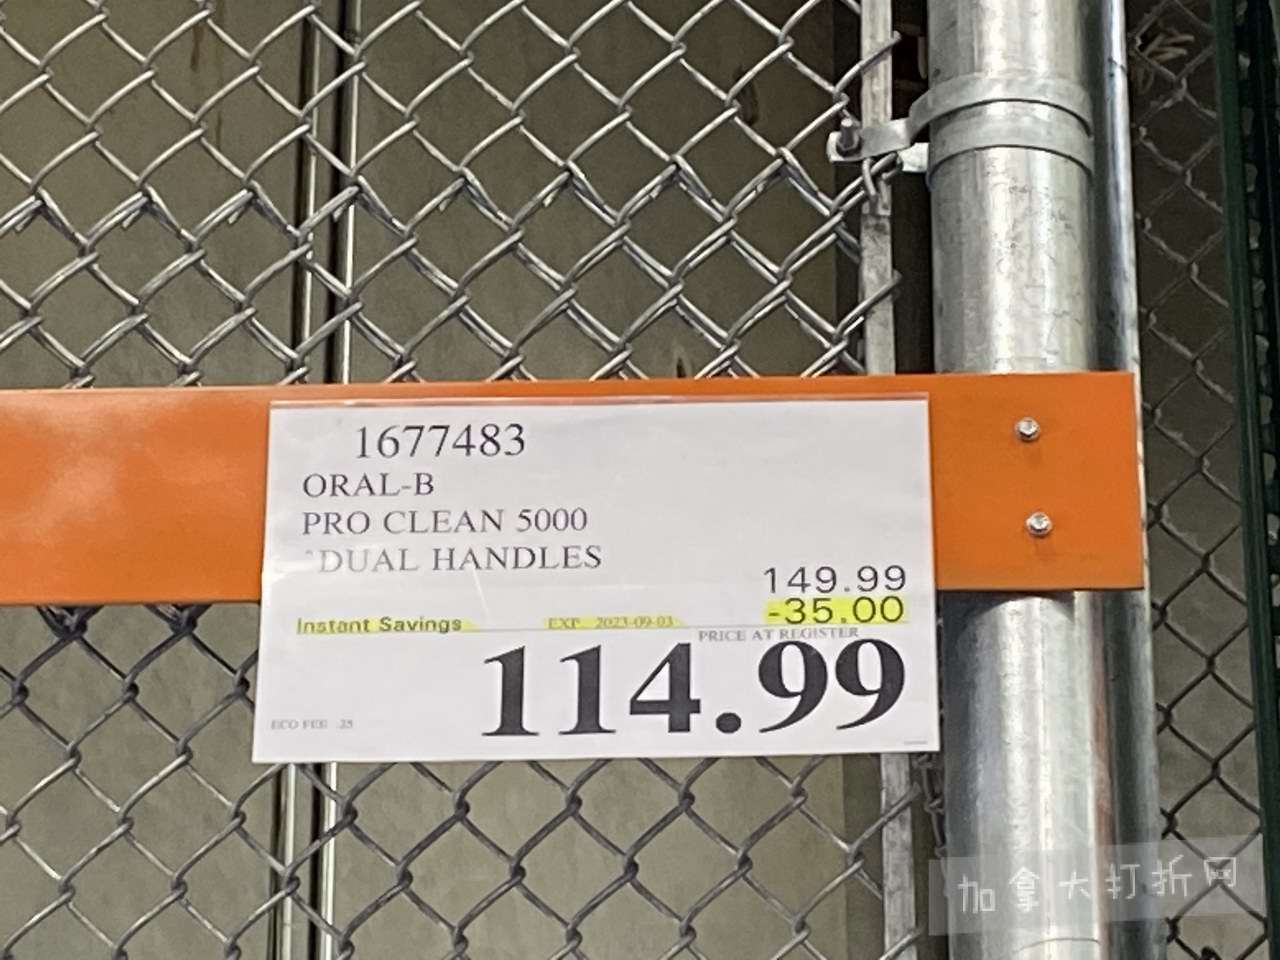 1677483
ORAL-B
PRO CLEAN 5000
*DUAL HANDLES
149.99
Instant Savings EXP 2023-09-03 -35.00
PRICE AT REGISTER
114.99
ECO FEE .25
加拿大打折网